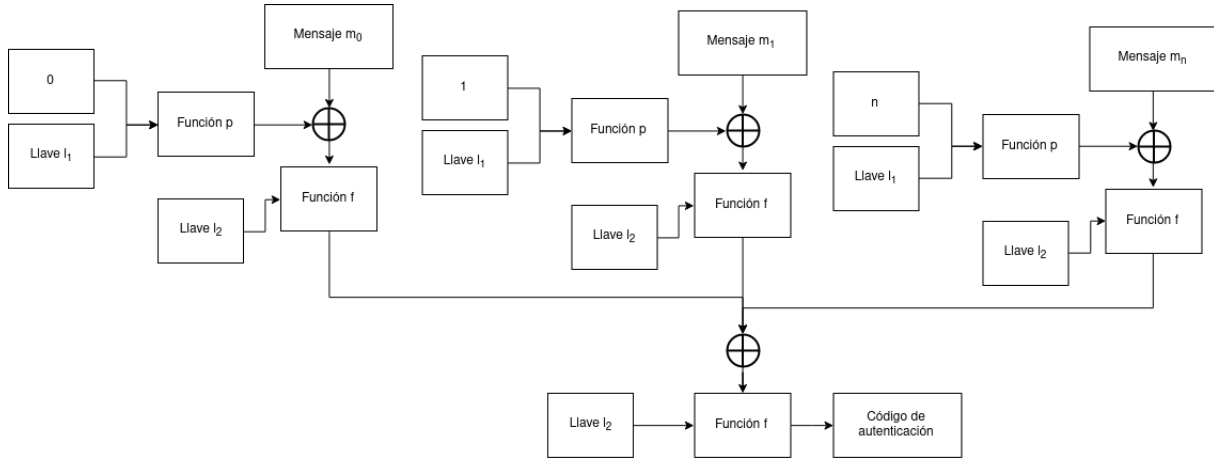 Mensaje m₀
0
Función p
Llave l₁
Función f
Llave l₂
Mensaje m₁
1
Función p
Llave l₁
Función f
Llave l₂
Mensaje mₙ
n
Función p
Llave l₁
Función f
Llave l₂
Llave l₂
Función f
Código de
autenticación